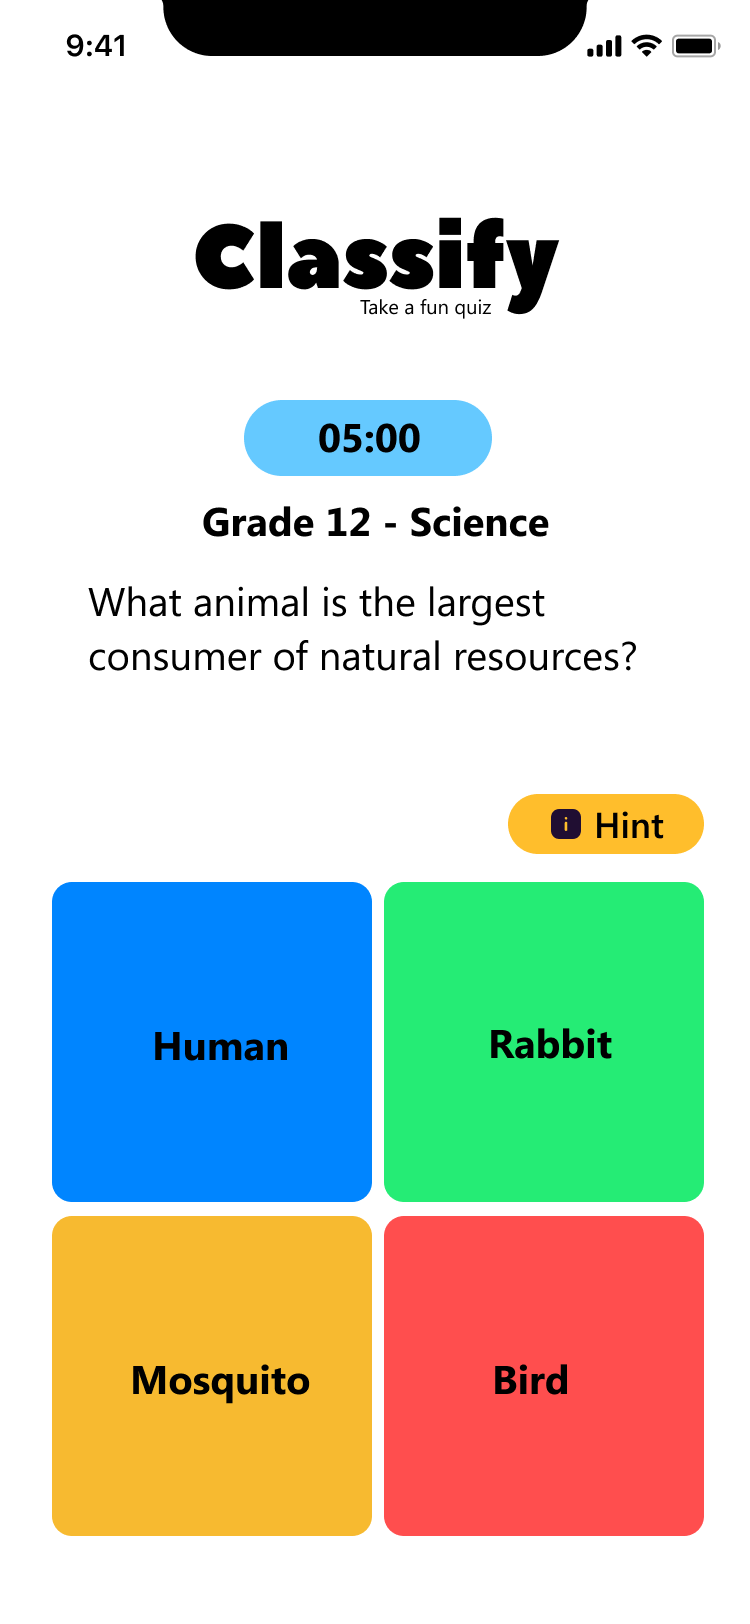 9:41
Classify
Take a fun quiz
05:00
Grade 12 - Science
What animal is the largest
consumer of natural resources?
i Hint
Human
Rabbit
Mosquito
Bird